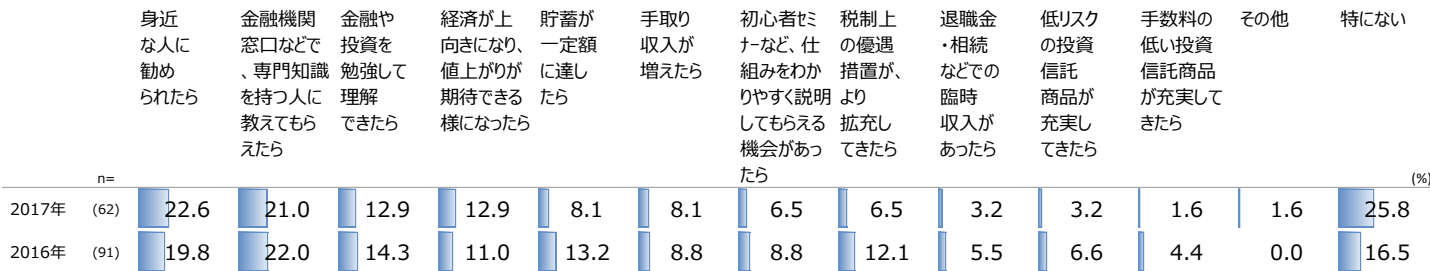 身近
な人に
勧め
られたら
金融機関
窓口などで
、専門知識
を持つ人に
教えてもら
えたら
金融や
投資を
勉強して
理解
できたら
経済が上
向きになり、
値上がりが
期待できる
様になったら
貯蓄が
一定額
に達し
たら
手取り
収入が
増えたら
初心者セミ
ナーなど、仕
組みをわか
りやすく説明
してもらえる
機会があっ
たら
税制上
の優遇
措置が、
より
拡充し
てきたら
退職金
・相続
などでの
臨時
収入が
あったら
低リスク
の投資
信託
商品が
充実し
てきたら
手数料の
低い投資
信託商品
が充実して
きたら
その他
特にない
n= (%)
2017年 (62) 22.6 21.0 12.9 12.9 8.1 8.1 6.5 6.5 3.2 3.2 1.6 1.6 25.8
2016年 (91) 19.8 22.0 14.3 11.0 13.2 8.8 8.8 12.1 5.5 6.6 4.4 0.0 16.5